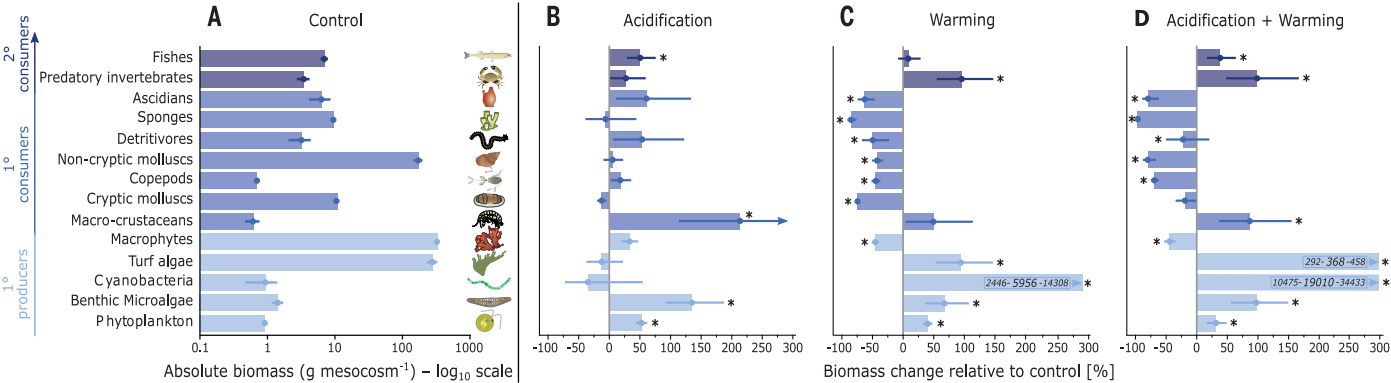 A Control
B Acidification
C Warming
D Acidification + Warming
2° consumers
1° consumers
1° producers
Fishes
Predatory invertebrates
Ascidians
Sponges
Detritivores
Non-cryptic molluscs
Copepods
Cryptic molluscs
Macro-crustaceans
Macrophytes
Turf algae
Cyanobacteria
Benthic Microalgae
Phytoplankton
*
*
*
*
*
*
*
*
*
*
*
*
*
2446- 5956 -14308 *
*
*
*
*
*
*
*
*
*
*
*
292- 368 -458 *
10475- 19010 -34433 *
*
*
0.1 1 10 100 1000
-100 -50 0 50 100 150 200 250 300
-100 -50 0 50 100 150 200 250 300
-100 -50 0 50 100 150 200 250 300
Absolute biomass (g mesocosm⁻¹) – log₁₀ scale
Biomass change relative to control [%]